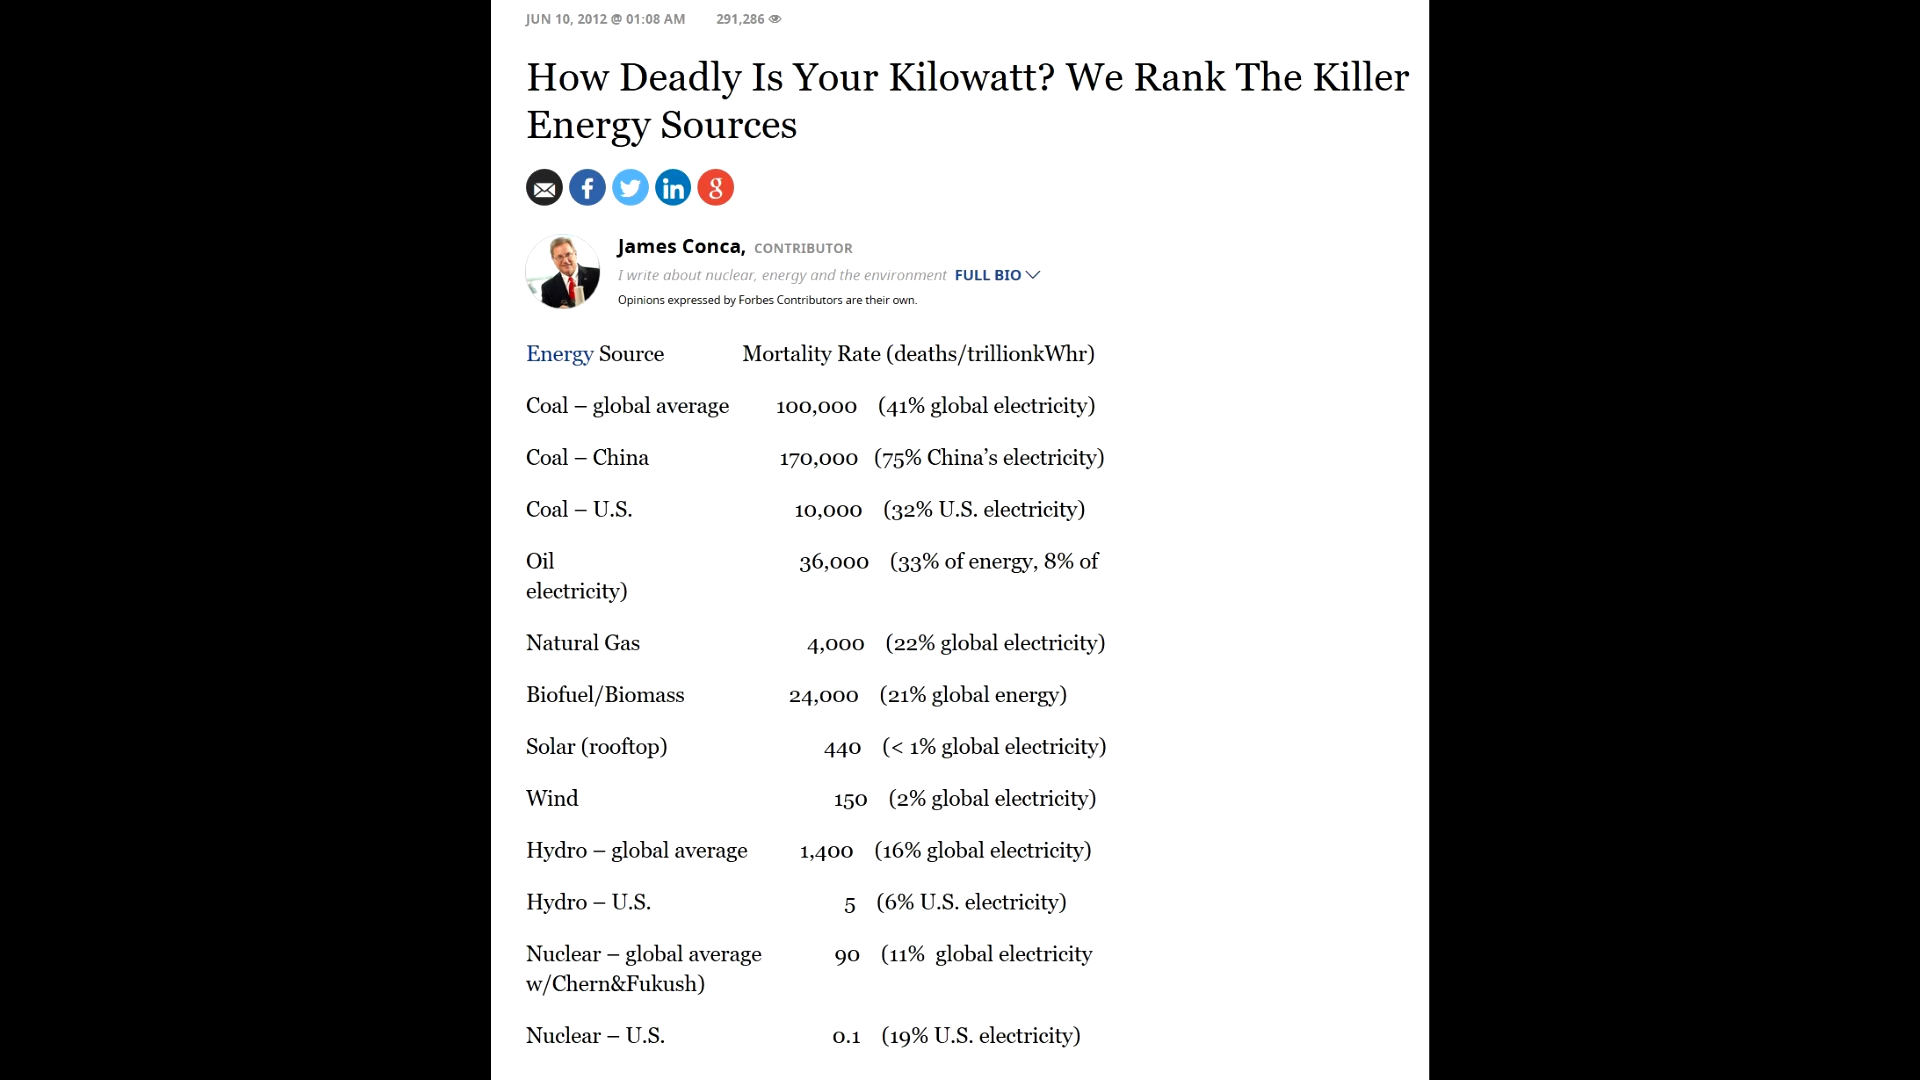 JUN 10, 2012 @ 01:08 AM 291,286
How Deadly Is Your Kilowatt? We Rank The Killer
Energy Sources
James Conca, CONTRIBUTOR
I write about nuclear, energy and the environment FULL BIO
Opinions expressed by Forbes Contributors are their own.
Energy Source Mortality Rate (deaths/trillionkWhr)
Coal – global average 100,000 (41% global electricity)
Coal – China 170,000 (75% China’s electricity)
Coal – U.S. 10,000 (32% U.S. electricity)
Oil 36,000 (33% of energy, 8% of
electricity)
Natural Gas 4,000 (22% global electricity)
Biofuel/Biomass 24,000 (21% global energy)
Solar (rooftop) 440 (< 1% global electricity)
Wind 150 (2% global electricity)
Hydro – global average 1,400 (16% global electricity)
Hydro – U.S. 5 (6% U.S. electricity)
Nuclear – global average 90 (11% global electricity
w/Chern&Fukush)
Nuclear – U.S. 0.1 (19% U.S. electricity)